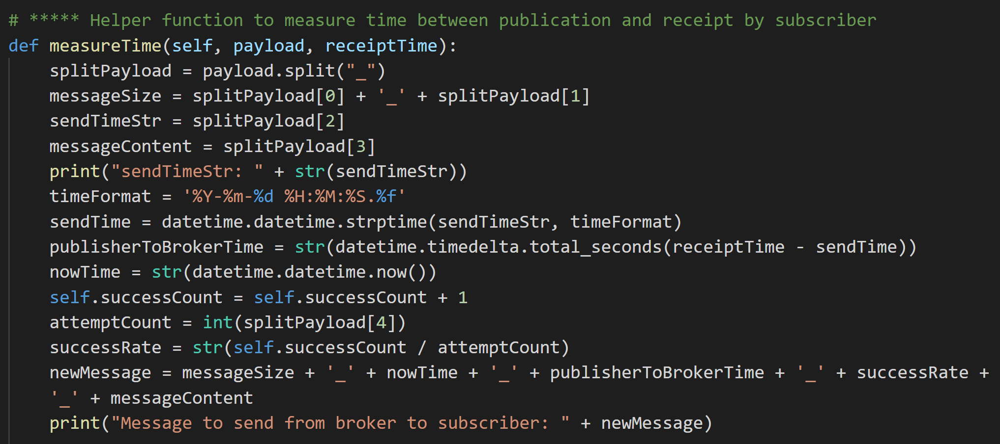 # ***** Helper function to measure time between publication and receipt by subscriber
def measureTime(self, payload, receiptTime):
    splitPayload = payload.split("_")
    messageSize = splitPayload[0] + '_' + splitPayload[1]
    sendTimeStr = splitPayload[2]
    messageContent = splitPayload[3]
    print("sendTimeStr: " + str(sendTimeStr))
    timeFormat = '%Y-%m-%d %H:%M:%S.%f'
    sendTime = datetime.datetime.strptime(sendTimeStr, timeFormat)
    publisherToBrokerTime = str(datetime.timedelta.total_seconds(receiptTime - sendTime))
    nowTime = str(datetime.datetime.now())
    self.successCount = self.successCount + 1
    attemptCount = int(splitPayload[4])
    successRate = str(self.successCount / attemptCount)
    newMessage = messageSize + '_' + nowTime + '_' + publisherToBrokerTime + '_' + successRate +
    '_' + messageContent
    print("Message to send from broker to subscriber: " + newMessage)